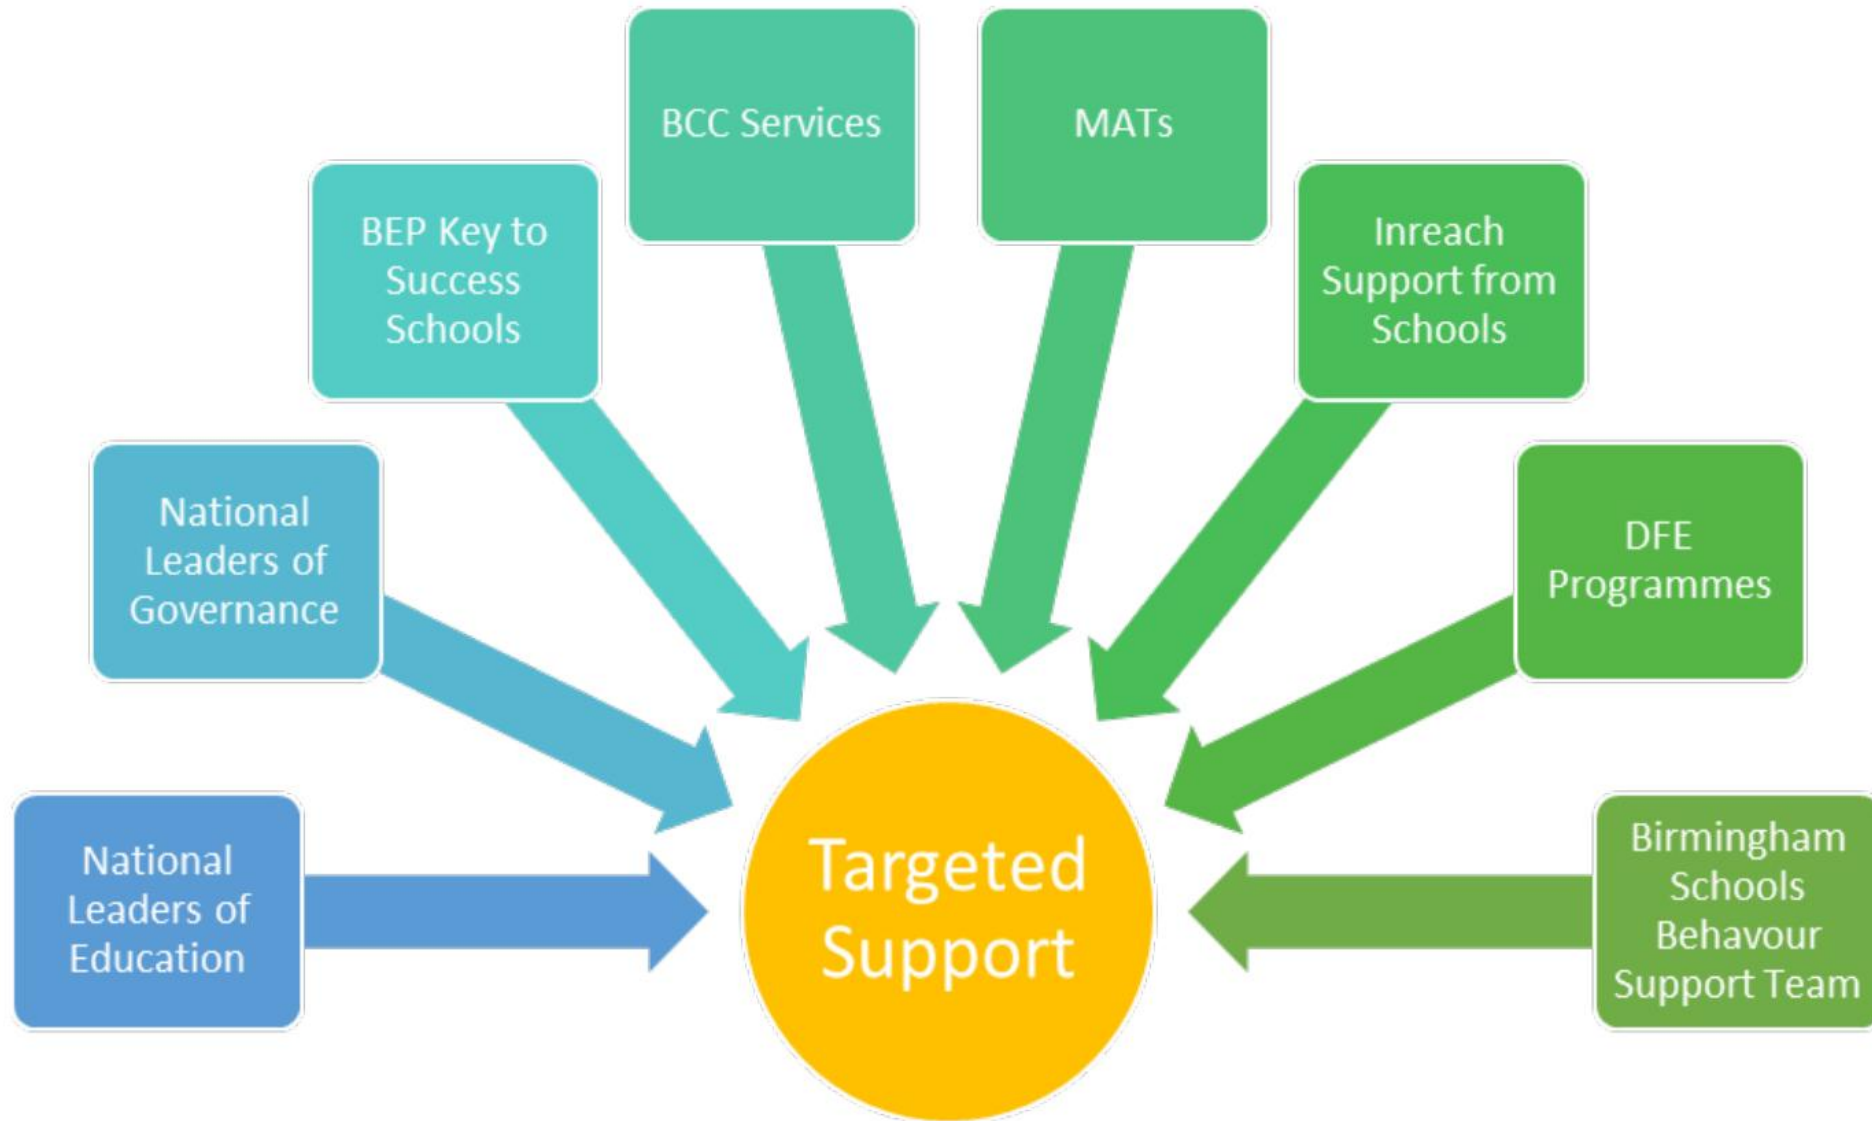 National
Leaders of
Education
National
Leaders of
Governance
BEP Key to
Success
Schools
BCC Services
MATs
Inreach
Support from
Schools
DFE
Programmes
Birmingham
Schools
Behavour
Support Team
Targeted
Support